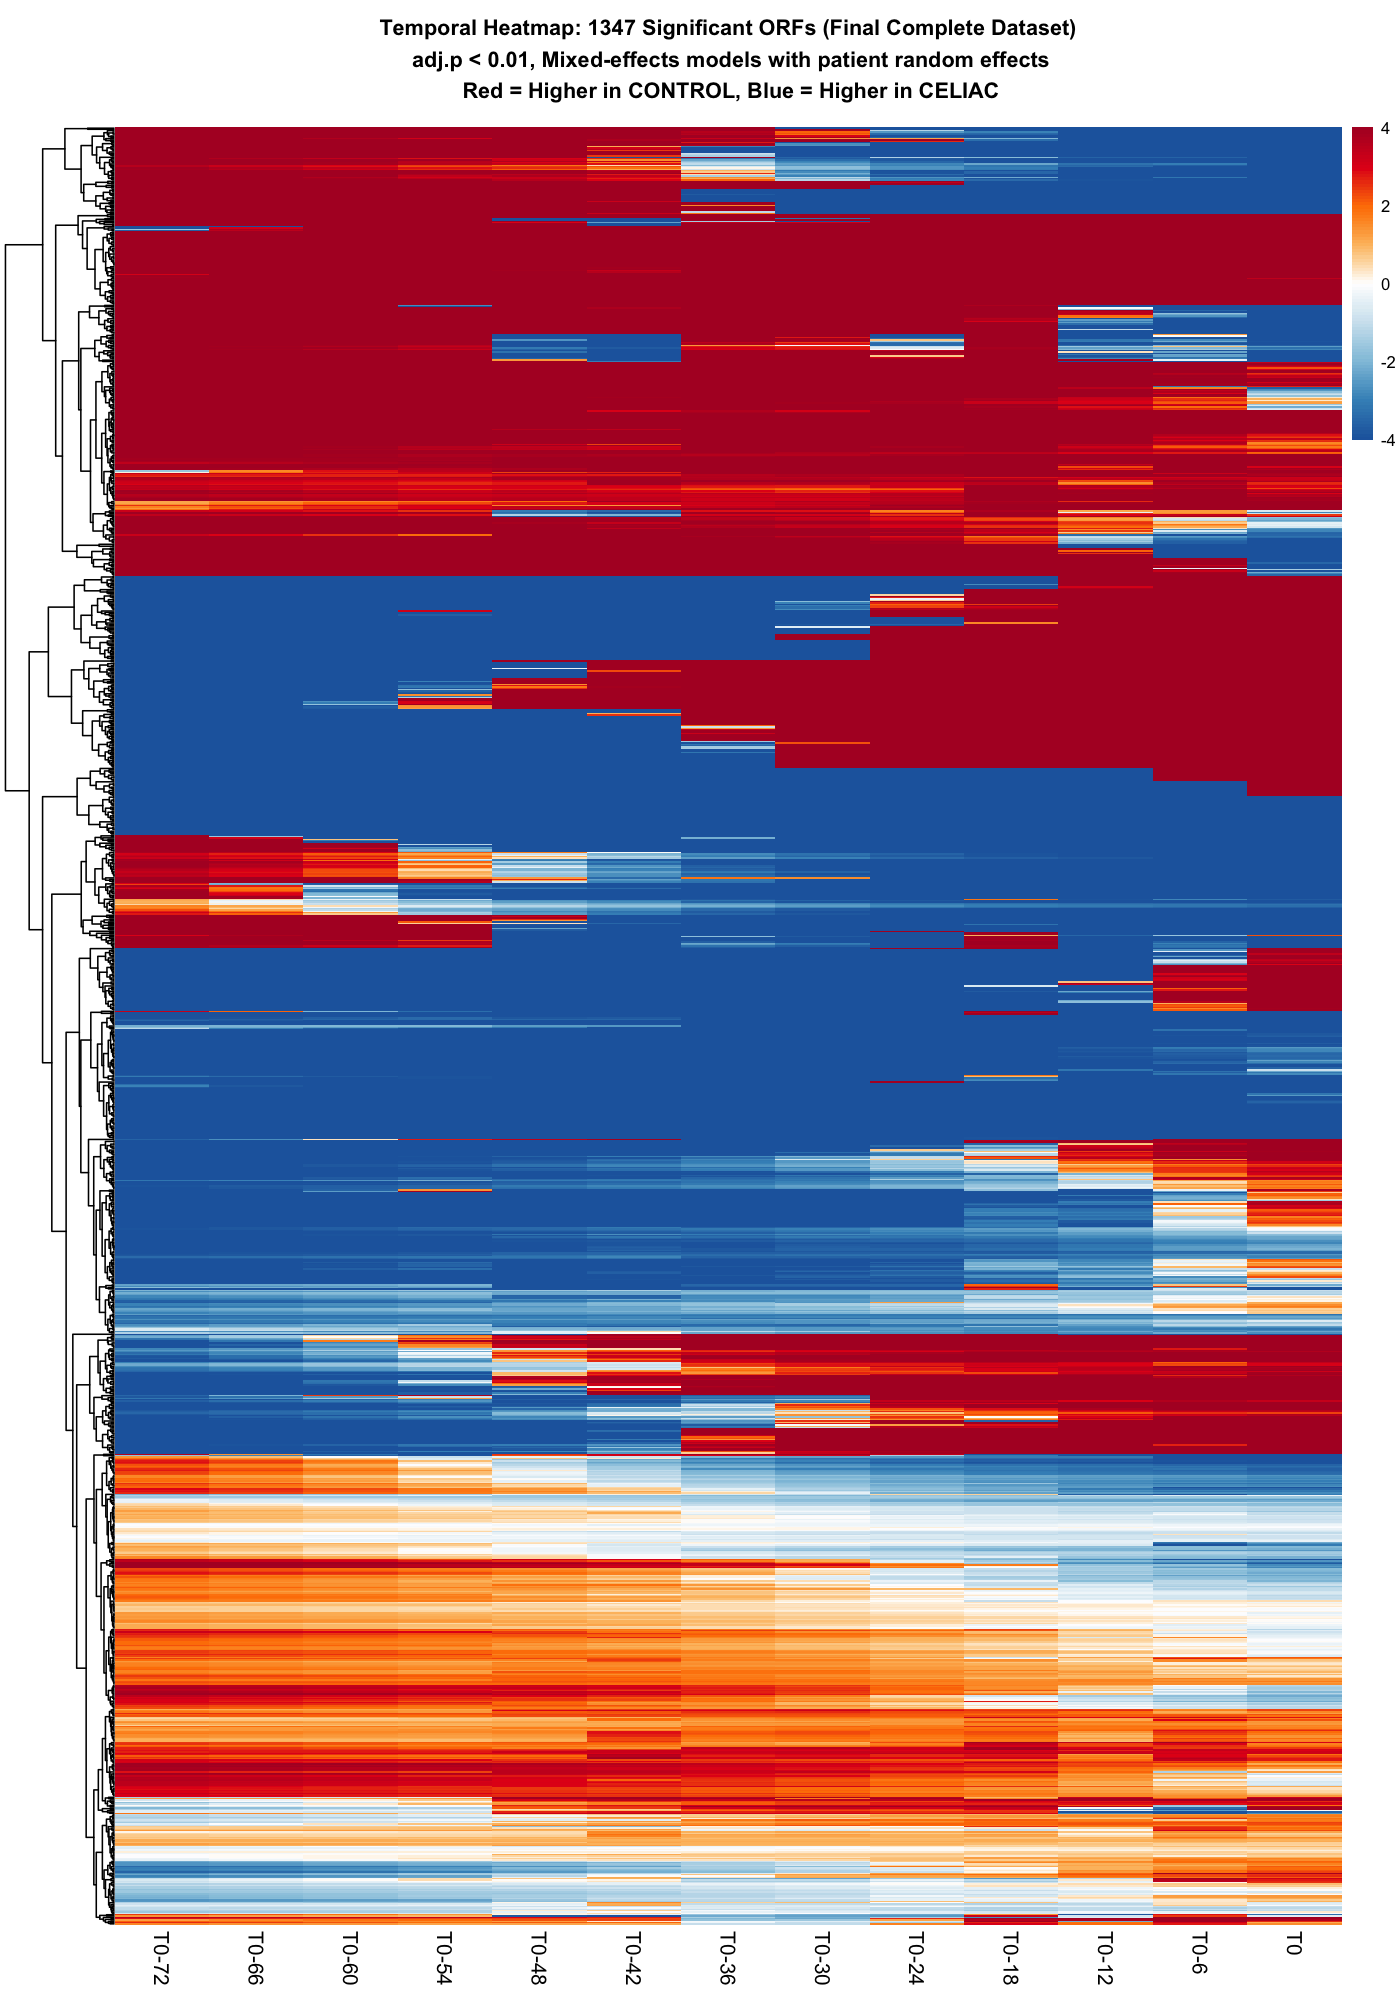 Temporal Heatmap: 1347 Significant ORFs (Final Complete Dataset)
adj.p < 0.01, Mixed-effects models with patient random effects
Red = Higher in CONTROL, Blue = Higher in CELIAC
4
2
0
-2
-4
T0-72
T0-66
T0-60
T0-54
T0-48
T0-42
T0-36
T0-30
T0-24
T0-18
T0-12
T0-6
T0